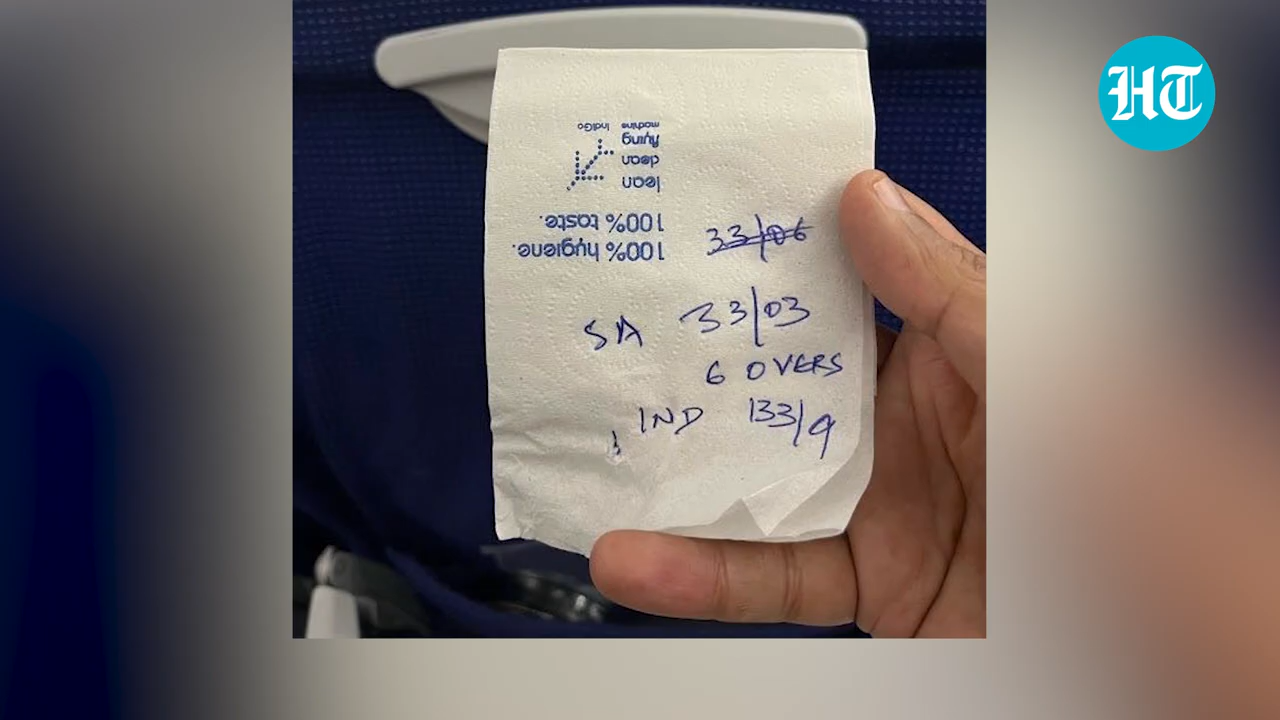 HT
100% hygiene.
100% taste.
lean
clean
flying
machine
IndiGo
33/06
SA 33/03
6 OVERS
IND 133/9